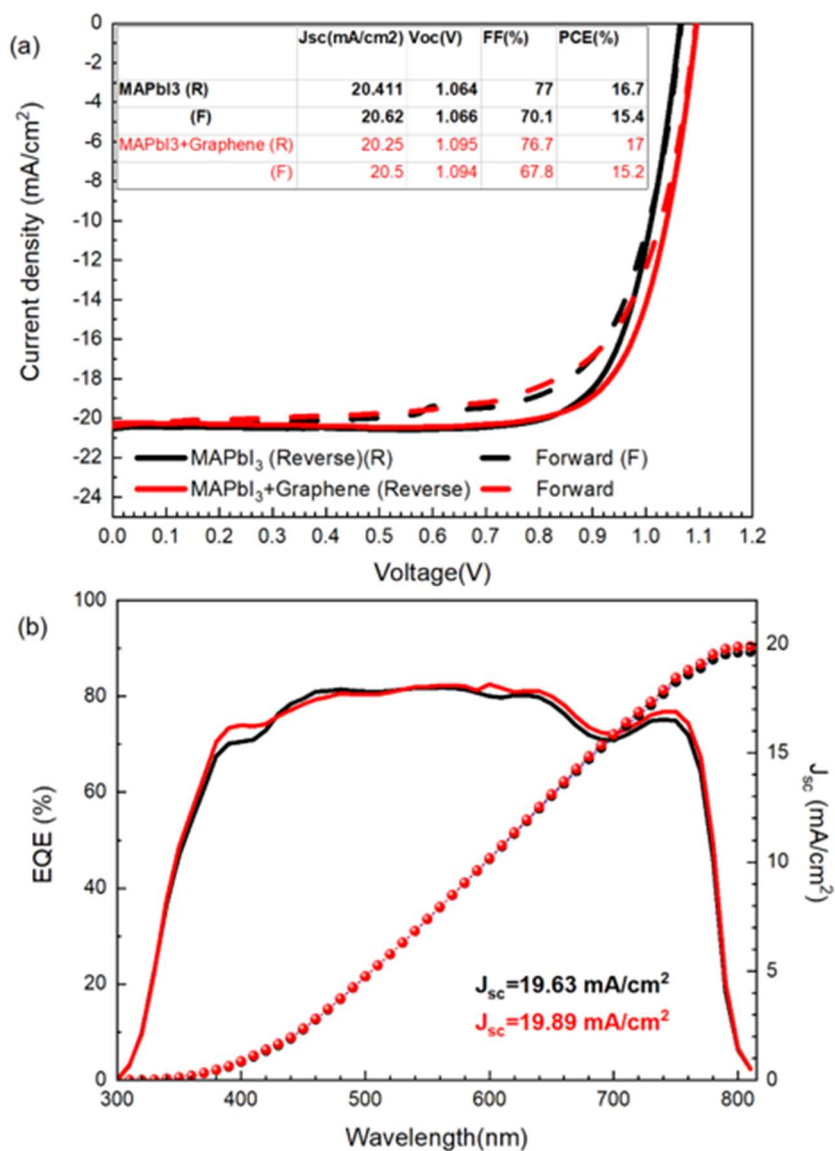 (a)
Jsc(mA/cm2) Voc(V) FF(%) PCE(%)
MAPbI3 (R) 20.411 1.064 77 16.7
(F) 20.62 1.066 70.1 15.4
MAPbI3+Graphene (R) 20.25 1.095 76.7 17
(F) 20.5 1.094 67.8 15.2
0
-2
-4
-6
-8
-10
-12
-14
-16
-18
-20
-22
-24
Current density (mA/cm²)
MAPbI₃ (Reverse)(R) Forward (F)
MAPbI₃+Graphene (Reverse) Forward
0.0 0.1 0.2 0.3 0.4 0.5 0.6 0.7 0.8 0.9 1.0 1.1 1.2
Voltage(V)
(b)
100
80
60
40
20
0
EQE (%)
20
15
10
5
0
J_sc (mA/cm²)
J_sc=19.63 mA/cm²
J_sc=19.89 mA/cm²
300 400 500 600 700 800
Wavelength(nm)